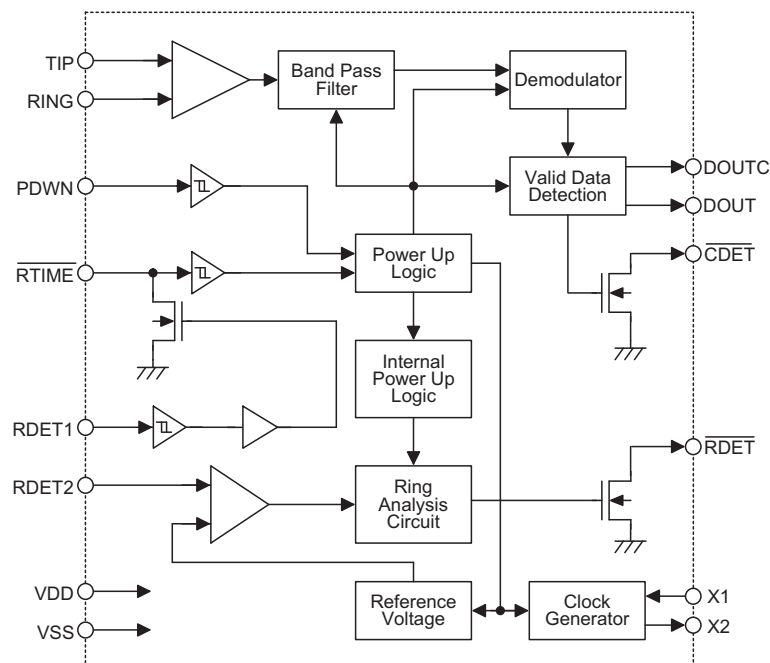 TIP
RING
Band Pass
Filter
Demodulator
PDWN
Valid Data
Detection
DOUTC
DOUT
RTIME
Power Up
Logic
CDET
Internal
Power Up
Logic
RDET1
RDET2
Ring
Analysis
Circuit
RDET
VDD
VSS
Reference
Voltage
Clock
Generator
X1
X2